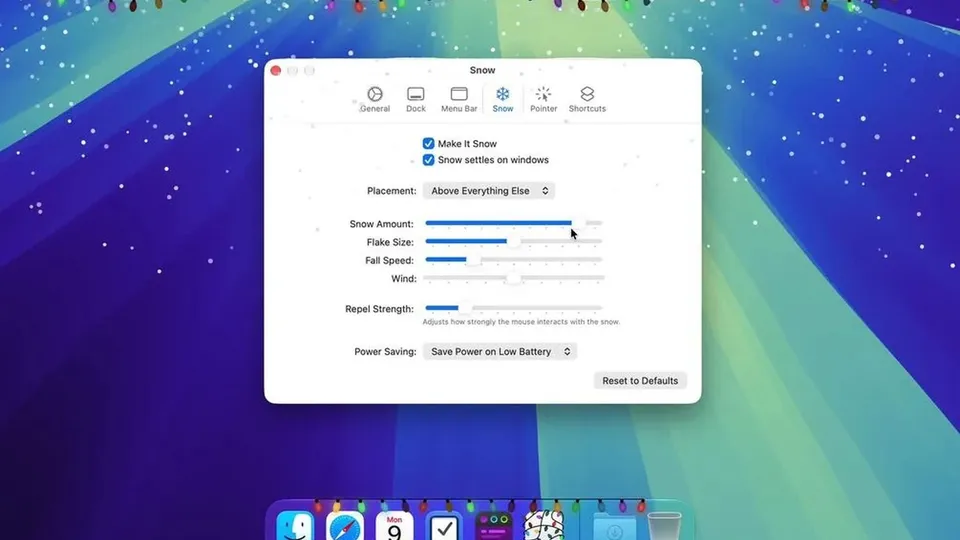 Snow
General Dock Menu Bar Snow Pointer Shortcuts
Make It Snow
Snow settles on windows
Placement: Above Everything Else
Snow Amount:
Flake Size:
Fall Speed:
Wind:
Repel Strength:
Adjusts how strongly the mouse interacts with the snow.
Power Saving: Save Power on Low Battery
Reset to Defaults
Mon
9